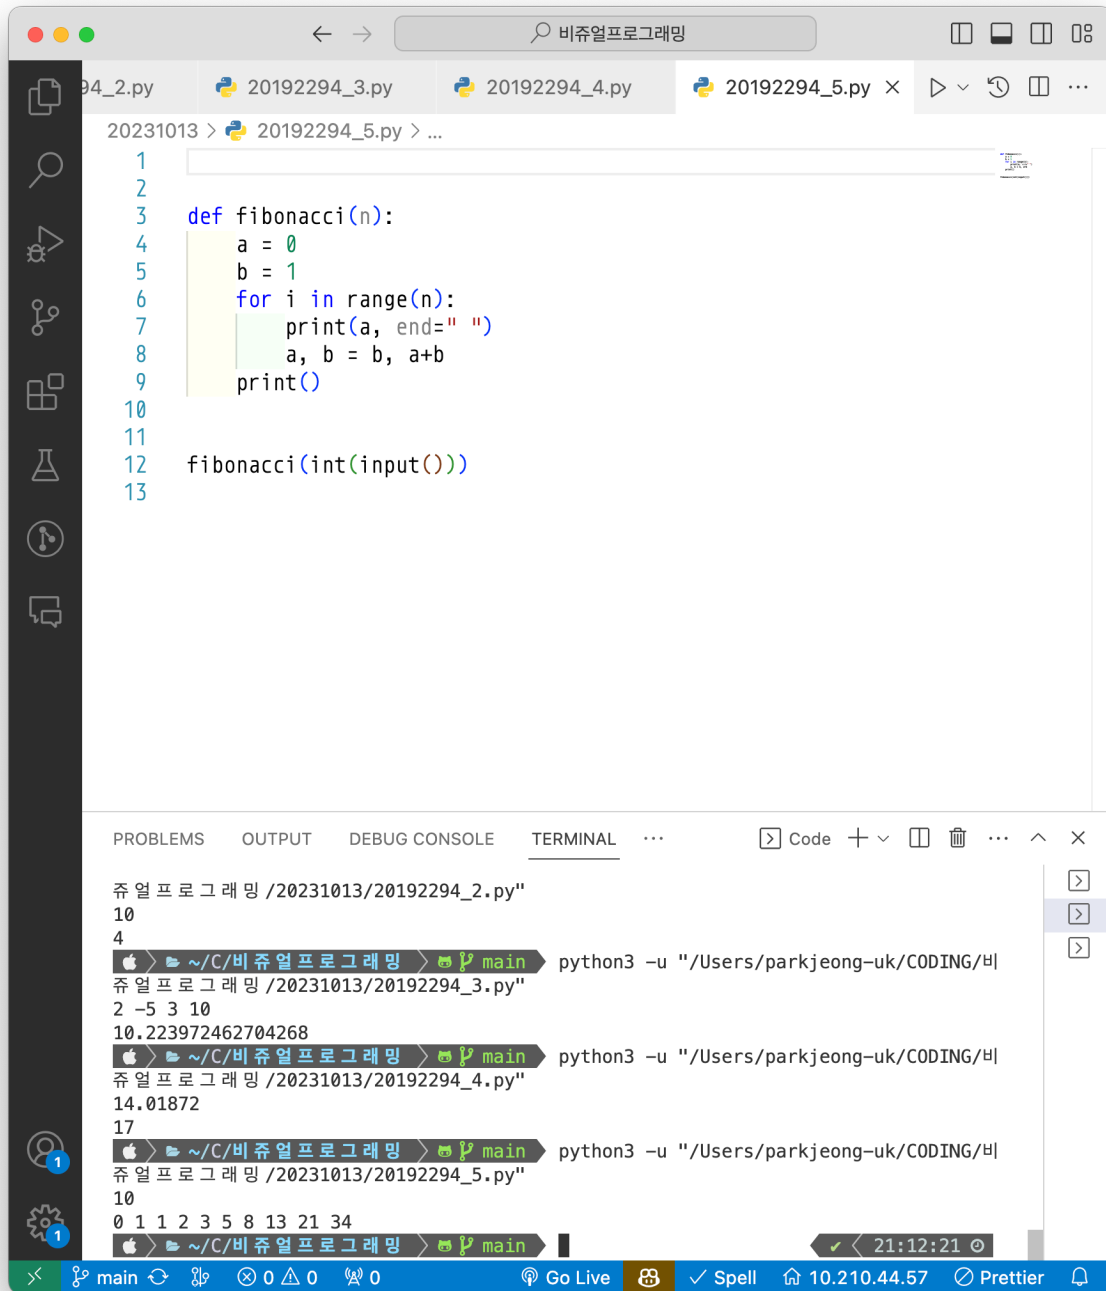 비쥬얼프로그래밍
94_2.py 20192294_3.py 20192294_4.py 20192294_5.py
20231013 > 20192294_5.py > ...
1
2
3 def fibonacci(n):
4 a = 0
5 b = 1
6 for i in range(n):
7 print(a, end=" ")
8 a, b = b, a+b
9 print()
10
11
12 fibonacci(int(input()))
13
PROBLEMS OUTPUT DEBUG CONSOLE TERMINAL ··· Code
쥬얼프로그래밍/20231013/20192294_2.py"
10
4
~/C/비쥬얼프로그래밍 main python3 -u "/Users/parkjeong-uk/CODING/비
쥬얼프로그래밍/20231013/20192294_3.py"
2 -5 3 10
10.223972462704268
~/C/비쥬얼프로그래밍 main python3 -u "/Users/parkjeong-uk/CODING/비
쥬얼프로그래밍/20231013/20192294_4.py"
14.01872
17
~/C/비쥬얼프로그래밍 main python3 -u "/Users/parkjeong-uk/CODING/비
쥬얼프로그래밍/20231013/20192294_5.py"
10
0 1 1 2 3 5 8 13 21 34
~/C/비쥬얼프로그래밍 main 21:12:21
1
1
main 0 0 0 Go Live Spell 10.210.44.57 Prettier